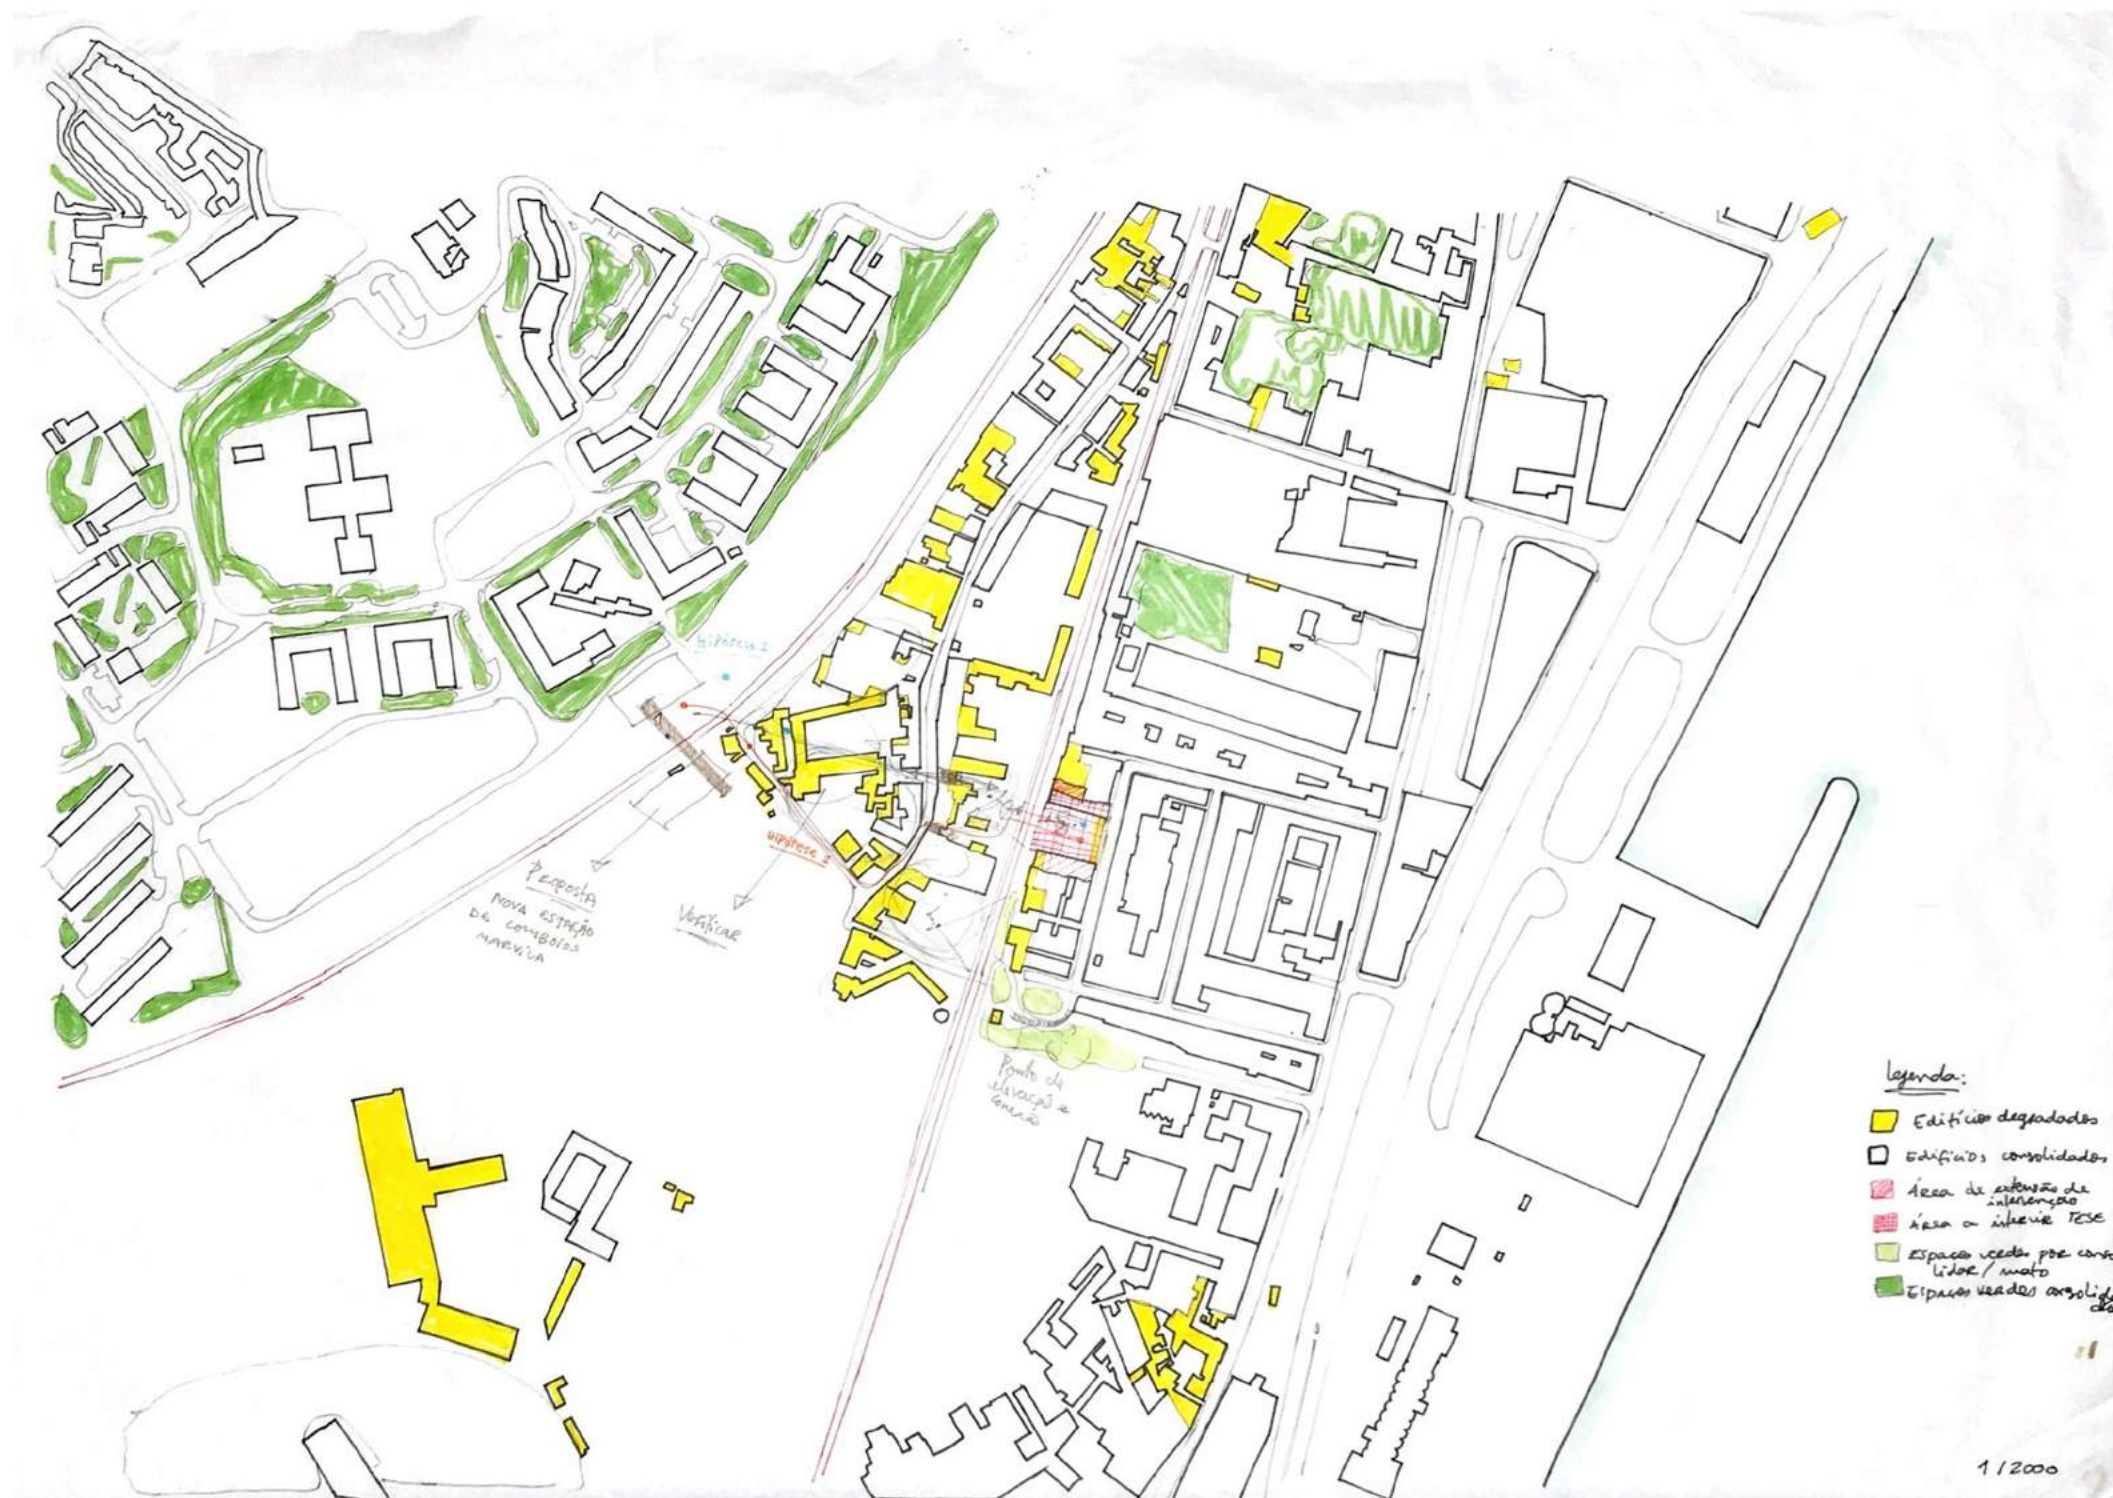 Hipótese 1
Hipótese 2
Proposta
NOVA ESTAÇÃO
DE COMBOIOS
MARVILA
Verificar
Ponto de
elevação e
conexão
legenda:
Edifícios degradados
Edifícios consolidados
Área de extensão de
intervenção
Área a intervir TESE
Espaços verdes por conso
lidar / mato
Espaços verdes consolida
dos
1/2000